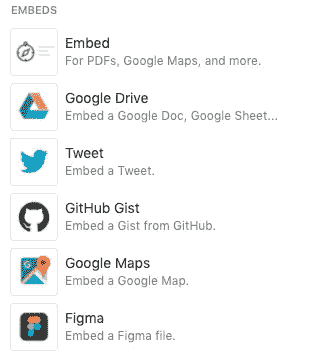 EMBEDS
Embed
For PDFs, Google Maps, and more.
Google Drive
Embed a Google Doc, Google Sheet...
Tweet
Embed a Tweet.
GitHub Gist
Embed a Gist from GitHub.
Google Maps
Embed a Google Map.
Figma
Embed a Figma file.